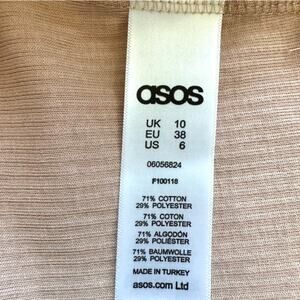 asos
UK 10
EU 38
US 6
06056824
F100118
71% COTTON
29% POLYESTER
71% COTON
29% POLYESTER
71% ALGODÓN
29% POLIÉSTER
71% BAUMWOLLE
29% POLYESTER
MADE IN TURKEY
asos.com Ltd